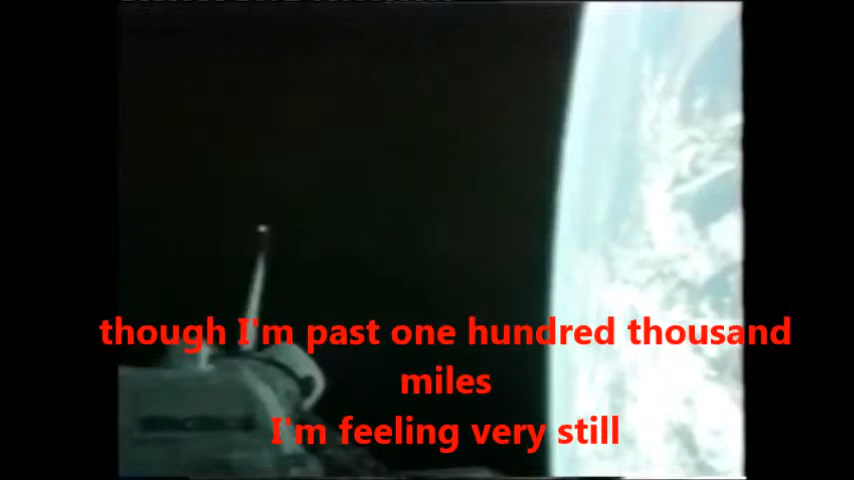 though I'm past one hundred thousand
miles
I'm feeling very still